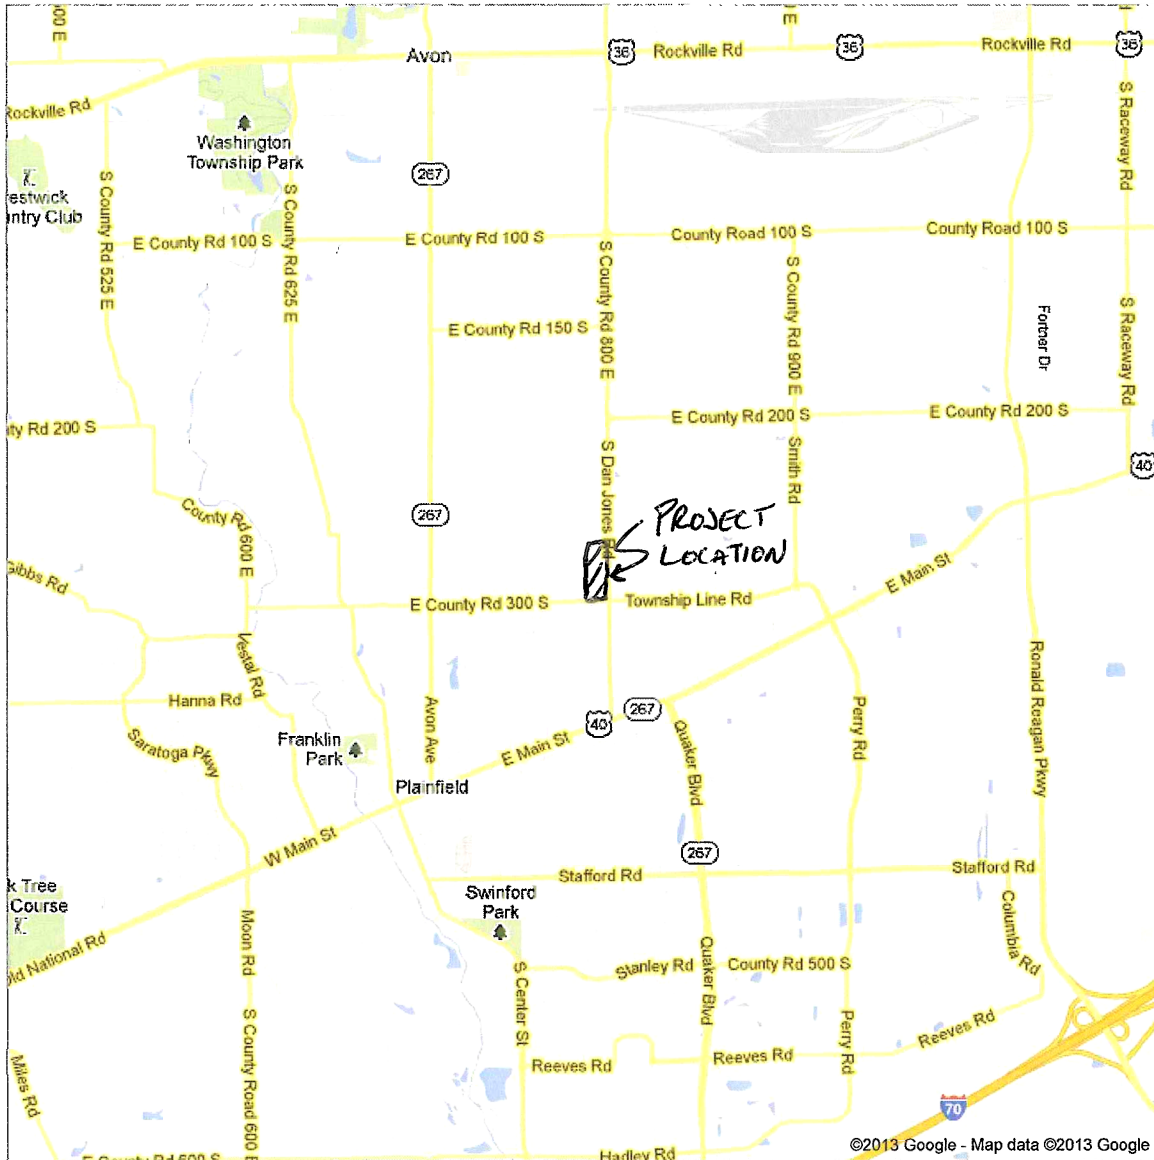 00 E
E
Avon
36
Rockville Rd
36
Rockville Rd
36
Rockville Rd
S Raceway Rd
Washington
Township Park
267
estwick
ntry Club
S County Rd 525 E
S County Rd 625 E
E County Rd 100 S
E County Rd 100 S
County Road 100 S
County Road 100 S
S County Rd 800 E
S County Rd 900 E
E County Rd 150 S
Fortner Dr
S Raceway Rd
ity Rd 200 S
E County Rd 200 S
E County Rd 200 S
S Dan Jones Rd
Smith Rd
40
County Rd 600 E
267
PROJECT
LOCATION
Gibbs Rd
E County Rd 300 S
Township Line Rd
E Main St
Vestal Rd
Hanna Rd
Avon Ave
267
40
Quaker Blvd
Perry Rd
Ronald Reagan Pkwy
Saratoga Pkwy
Franklin
Park
E Main St
Plainfield
W Main St
267
Stafford Rd
Stafford Rd
k Tree
Course
Swinford
Park
Columbia Rd
Old National Rd
Moon Rd
S Center St
Stanley Rd
Quaker Blvd
County Rd 500 S
Perry Rd
S County Road 600 E
Reeves Rd
Reeves Rd
Reeves Rd
Miles Rd
70
©2013 Google - Map data ©2013 Google
E County Rd 600 S
Hadley Rd